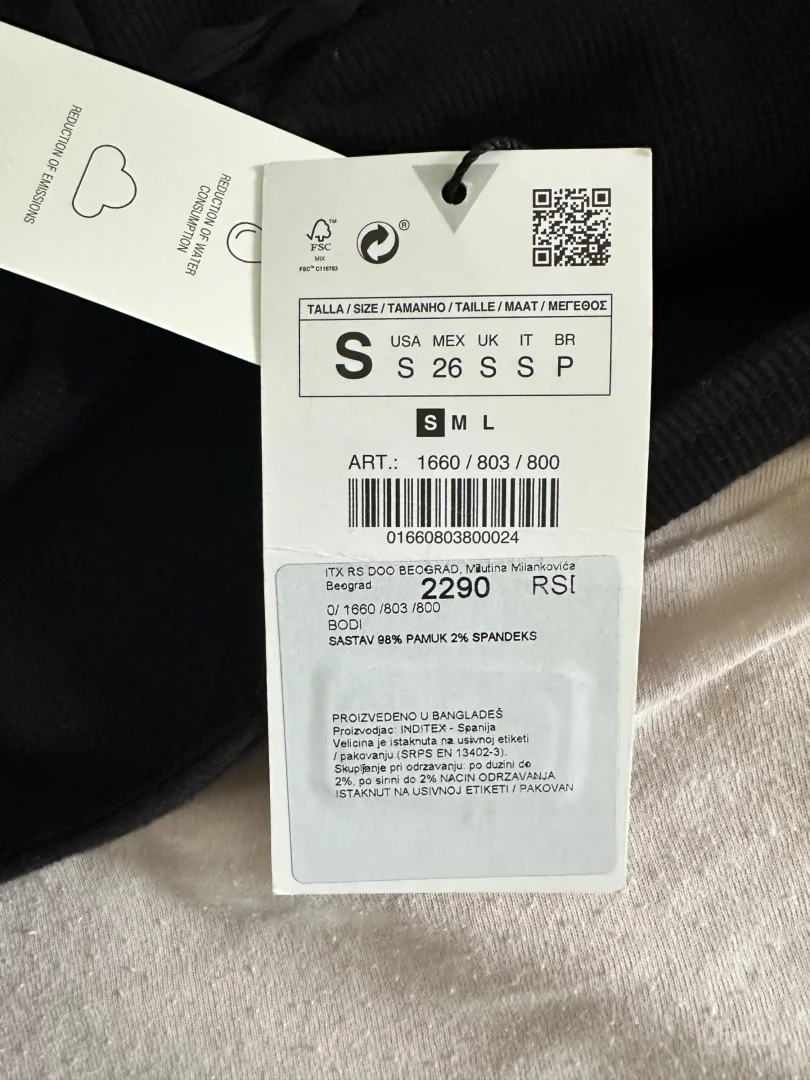 REDUCTION OF EMISSIONS
REDUCTION OF WATER
CONSUMPTION
FSC™
MIX
FSC™ C116763
®
TALLA / SIZE / TAMANHO / TAILLE / MAAT / ΜΕΓΕΘΟΣ
S USA MEX UK IT BR
S 26 S S P
S M L
ART.: 1660 / 803 / 800
01660803800024
ITX RS DOO BEOGRAD, Milutina Milankovića
Beograd 2290 RSI
0/ 1660 /803 /800
BODI
SASTAV 98% PAMUK 2% SPANDEKS
PROIZVEDENO U BANGLADEŠ
Proizvodjac: INDITEX - Spanija
Velicina je istaknuta na usivnoj etiketi
/ pakovanju (SRPS EN 13402-3).
Skupljanje pri odrzavanju: po duzini do
2%, po sirini do 2% NACIN ODRZAVANJA
ISTAKNUT NA USIVNOJ ETIKETI / PAKOVAN